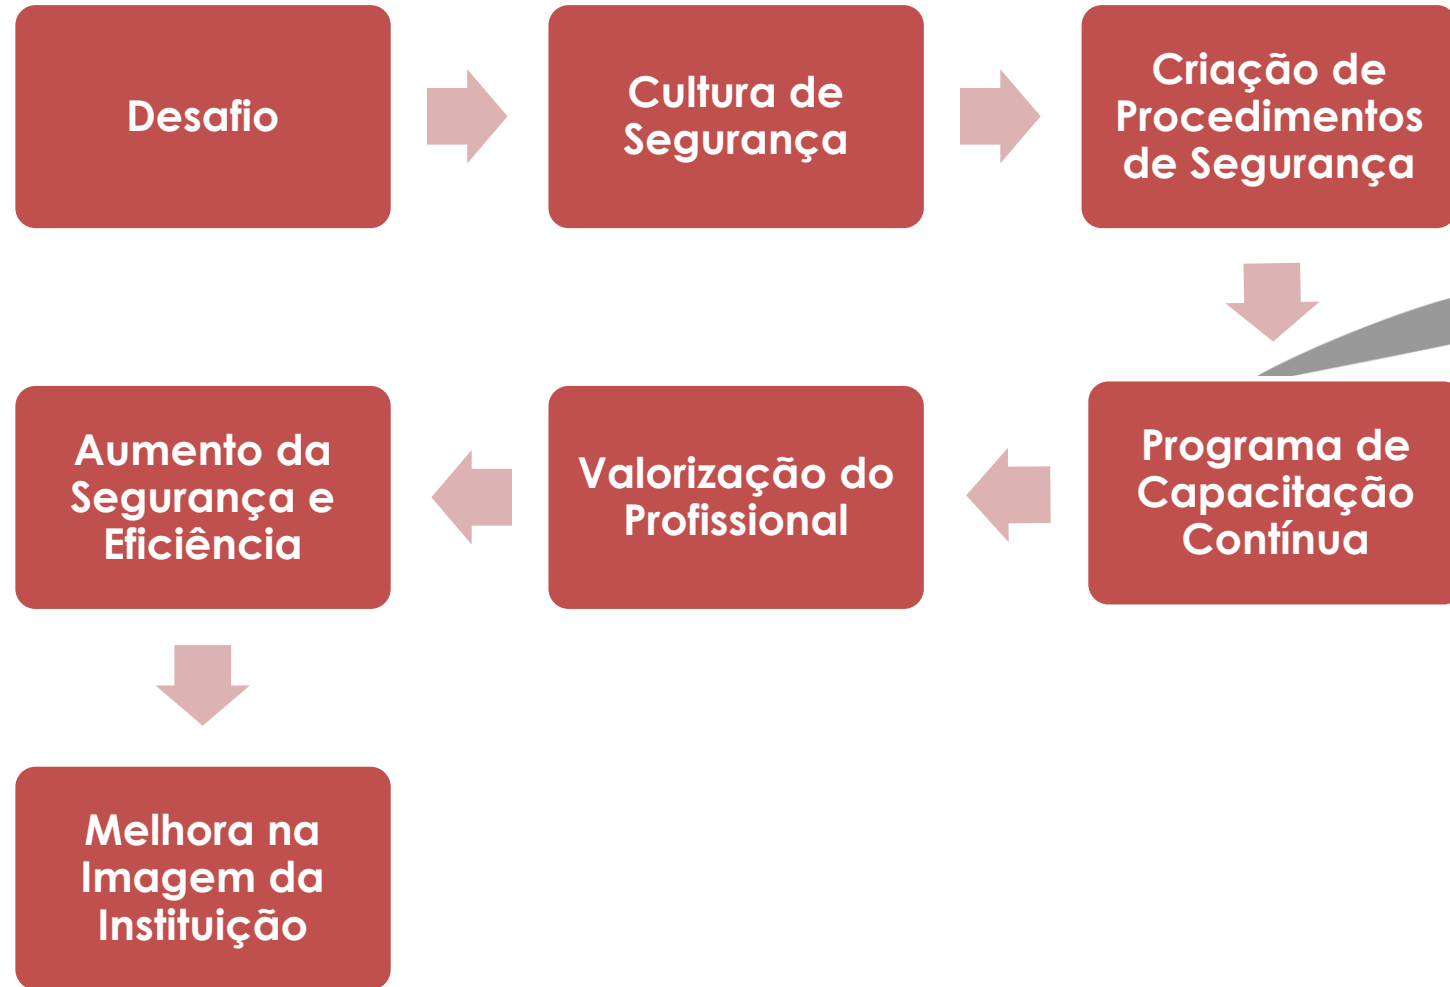 Desafio
Cultura de
Segurança
Criação de
Procedimentos
de Segurança
Programa de
Capacitação
Contínua
Valorização do
Profissional
Aumento da
Segurança e
Eficiência
Melhora na
Imagem da
Instituição